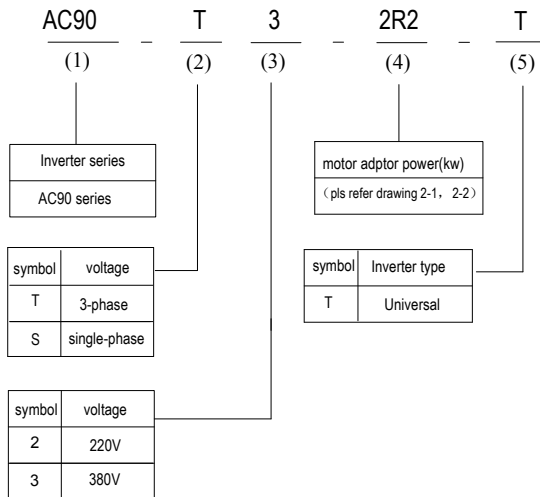 AC90 - T 3 - 2R2 - T
(1) (2) (3) (4) (5)
Inverter series
AC90 series
motor adptor power(kw)
（pls refer drawing 2-1， 2-2）
symbol voltage
T 3-phase
S single-phase
symbol Inverter type
T Universal
symbol voltage
2 220V
3 380V